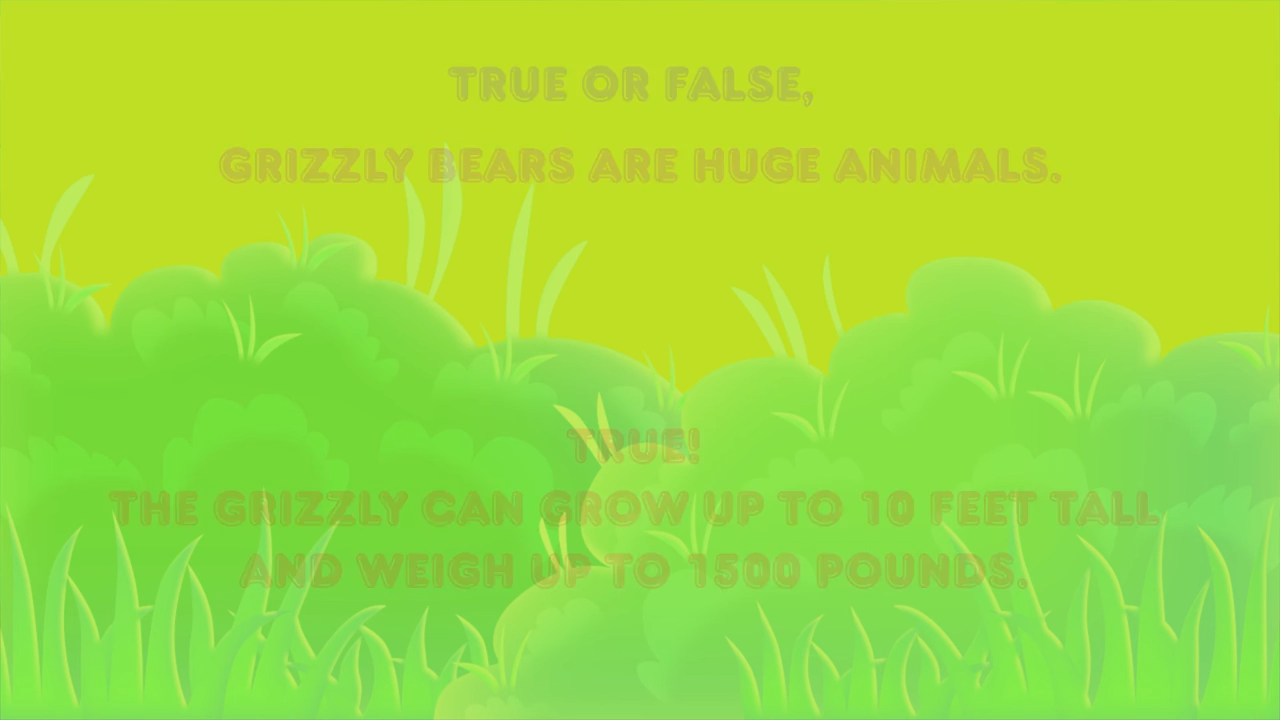 TRUE OR FALSE,
GRIZZLY BEARS ARE HUGE ANIMALS.
TRUE!
THE GRIZZLY CAN GROW UP TO 10 FEET TALL
AND WEIGH UP TO 1500 POUNDS.